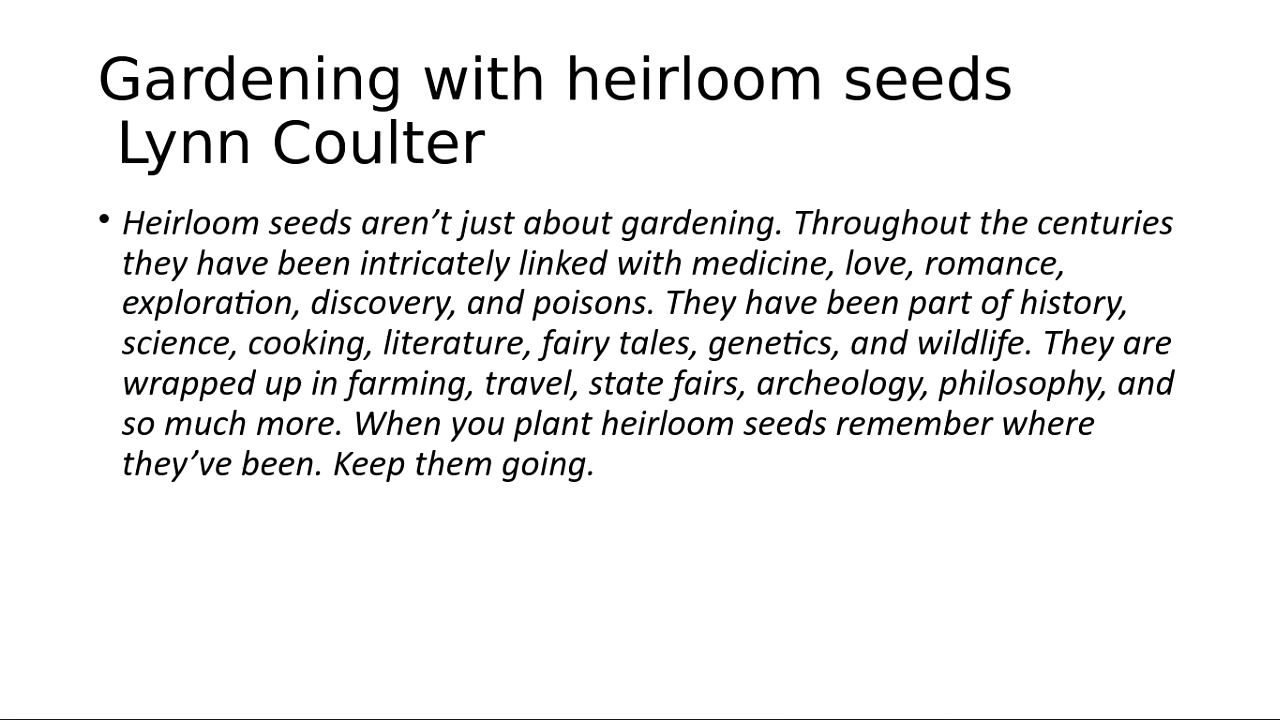 Gardening with heirloom seeds
Lynn Coulter
• Heirloom seeds aren’t just about gardening. Throughout the centuries
they have been intricately linked with medicine, love, romance,
exploration, discovery, and poisons. They have been part of history,
science, cooking, literature, fairy tales, genetics, and wildlife. They are
wrapped up in farming, travel, state fairs, archeology, philosophy, and
so much more. When you plant heirloom seeds remember where
they’ve been. Keep them going.